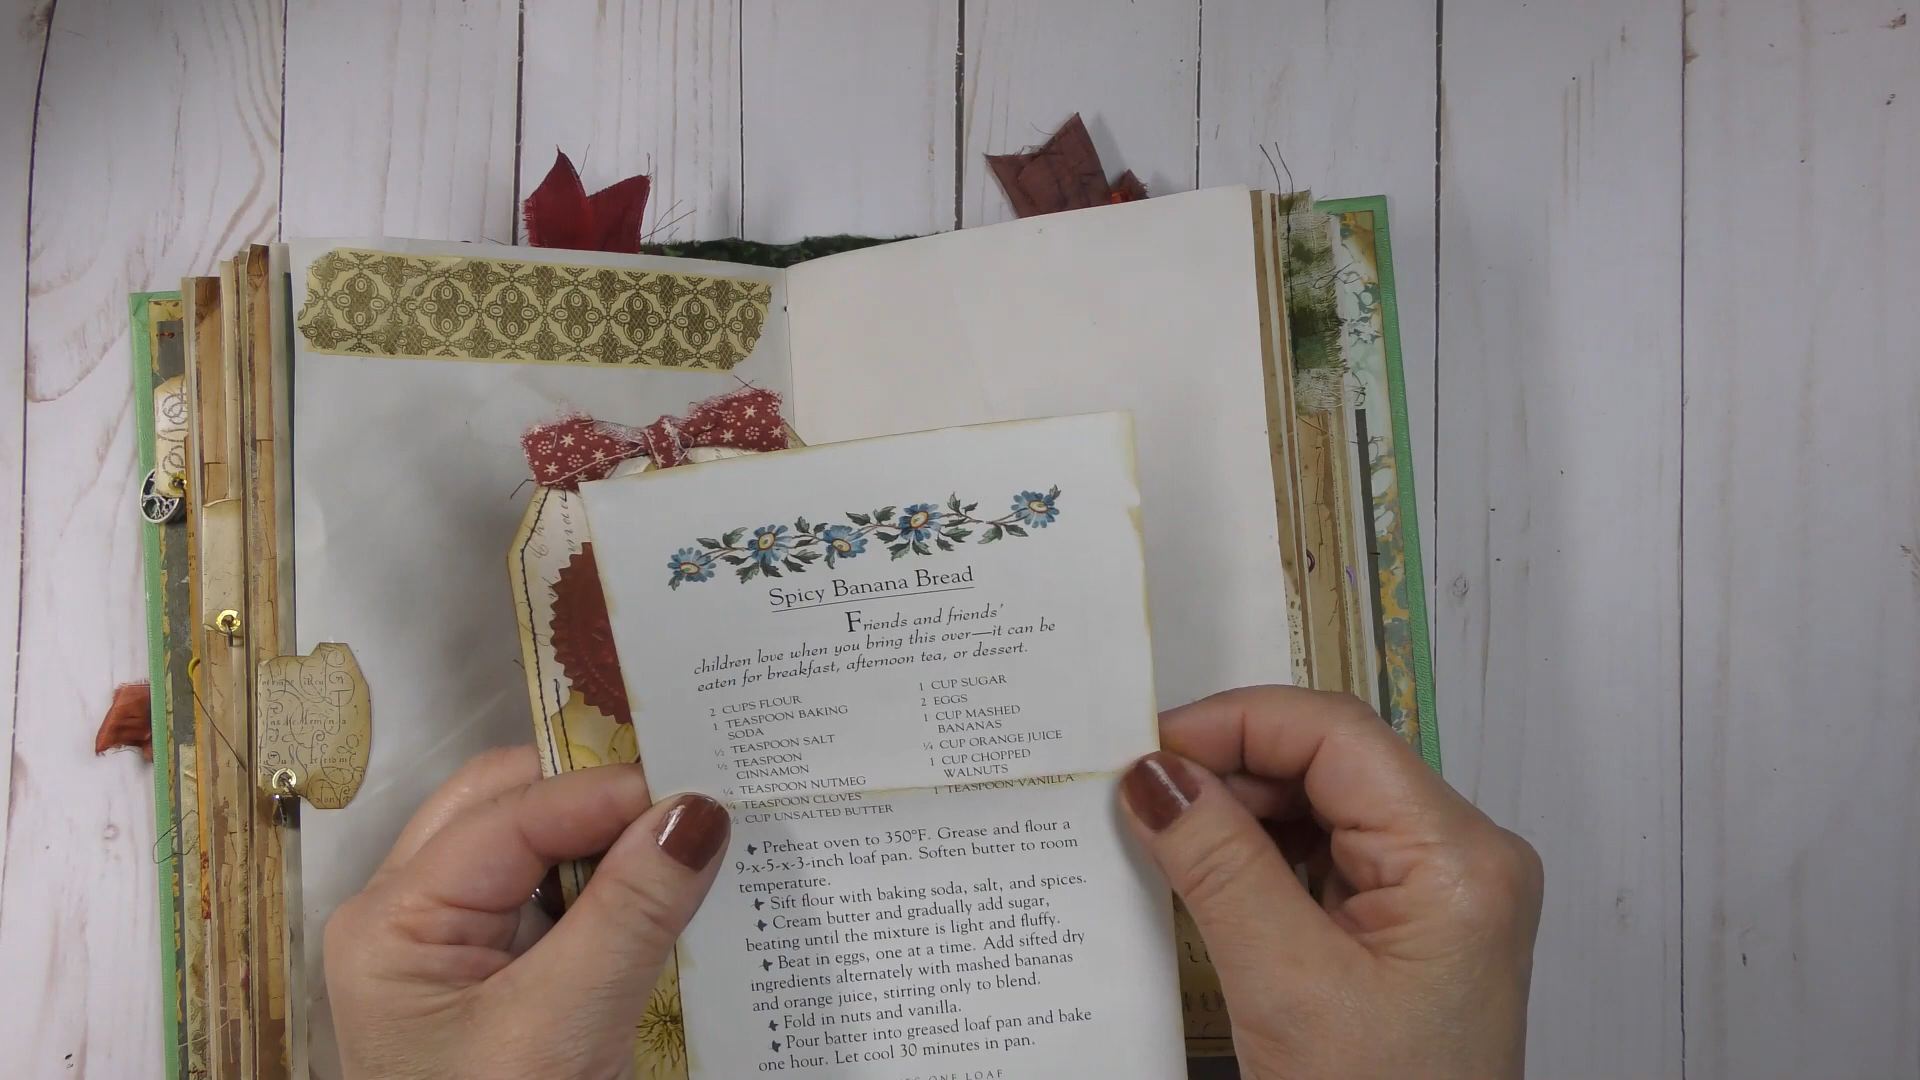 Spicy Banana Bread
Friends and friends'
children love when you bring this over—it can be
eaten for breakfast, afternoon tea, or dessert.
2 CUPS FLOUR
1 TEASPOON BAKING
SODA
½ TEASPOON SALT
½ TEASPOON
CINNAMON
¼ TEASPOON NUTMEG
¼ TEASPOON CLOVES
½ CUP UNSALTED BUTTER
1 CUP SUGAR
2 EGGS
1 CUP MASHED
BANANAS
¼ CUP ORANGE JUICE
1 CUP CHOPPED
WALNUTS
1 TEASPOON VANILLA
Preheat oven to 350°F. Grease and flour a
9-x-5-x-3-inch loaf pan. Soften butter to room
temperature.
Sift flour with baking soda, salt, and spices.
Cream butter and gradually add sugar,
beating until the mixture is light and fluffy.
Beat in eggs, one at a time. Add sifted dry
ingredients alternately with mashed bananas
and orange juice, stirring only to blend.
Fold in nuts and vanilla.
Pour batter into greased loaf pan and bake
one hour. Let cool 30 minutes in pan.
ONE LOAF